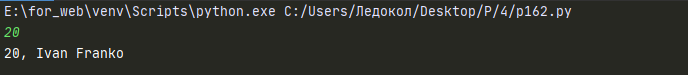 E:\for_web\venv\Scripts\python.exe C:/Users/Ледокол/Desktop/P/4/p162.py
20
20, Ivan Franko